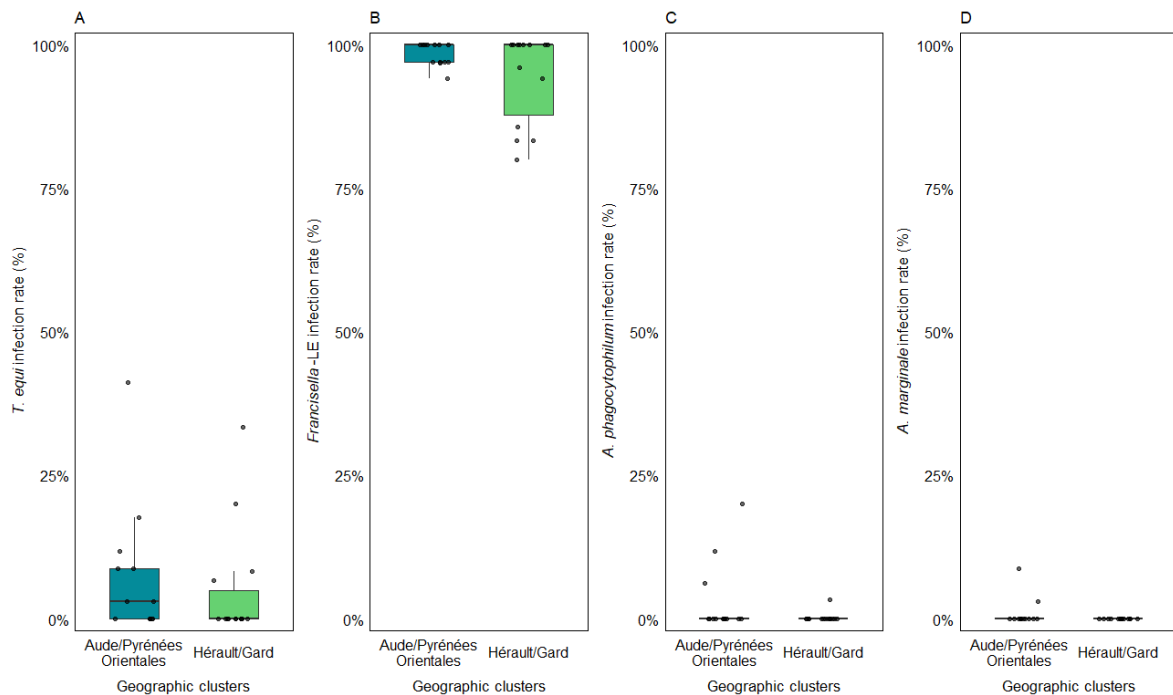 A
T. equi infection rate (%)
100%
75%
50%
25%
0%
Aude/Pyrénées
Orientales
Hérault/Gard
Geographic clusters
B
Francisella-LE infection rate (%)
100%
75%
50%
25%
0%
Aude/Pyrénées
Orientales
Hérault/Gard
Geographic clusters
C
A. phagocytophilum infection rate (%)
100%
75%
50%
25%
0%
Aude/Pyrénées
Orientales
Hérault/Gard
Geographic clusters
D
A. marginale infection rate (%)
100%
75%
50%
25%
0%
Aude/Pyrénées
Orientales
Hérault/Gard
Geographic clusters